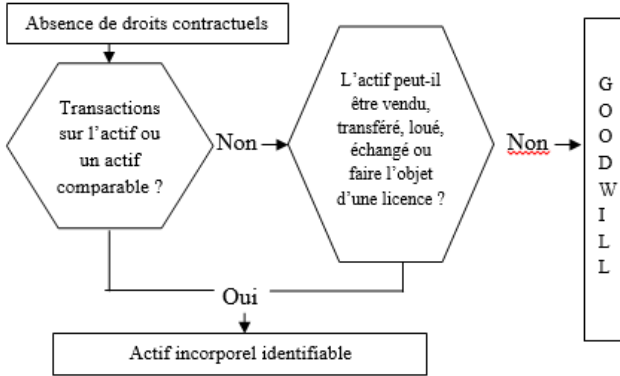 Absence de droits contractuels
Transactions
sur l'actif ou
un actif
comparable ?
Non
L'actif peut-il
être vendu,
transféré, loué,
échangé ou
faire l'objet
d'une licence ?
Non
G
O
O
D
W
I
L
L
Oui
Actif incorporel identifiable